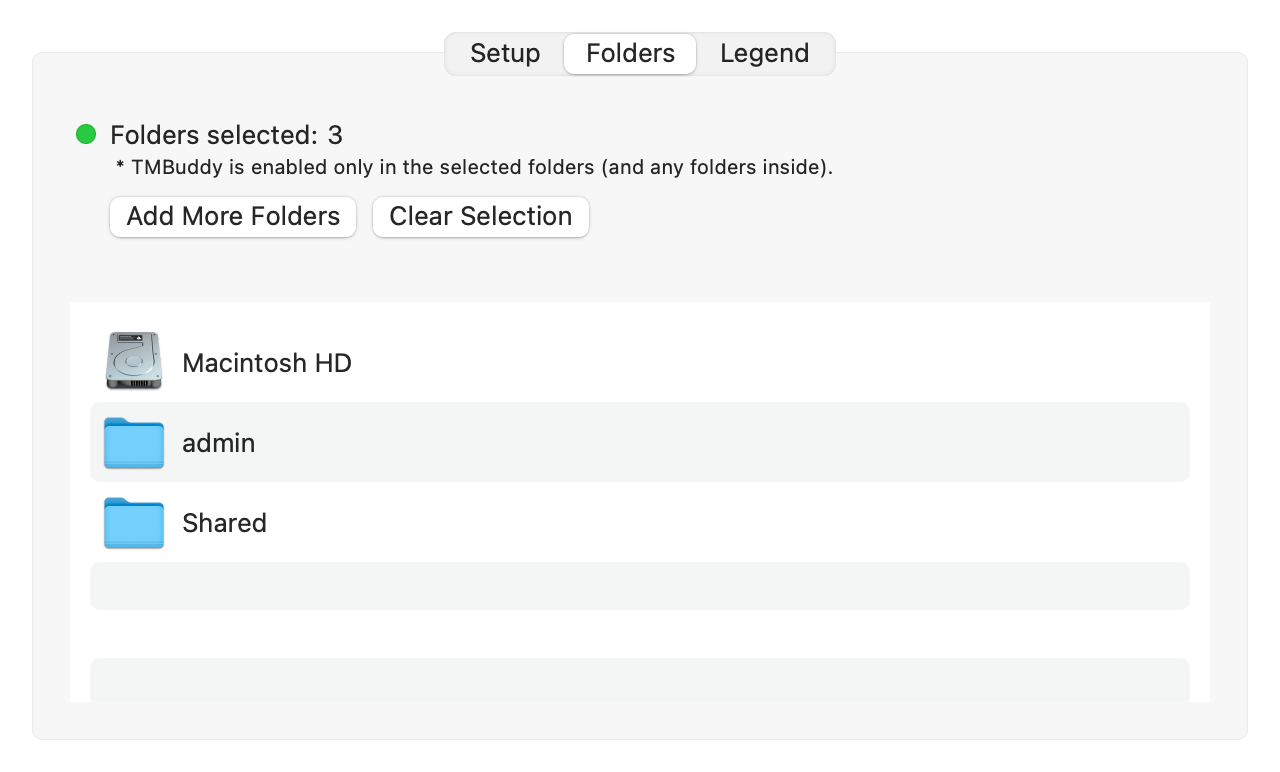 Setup Folders Legend
Folders selected: 3
* TMBuddy is enabled only in the selected folders (and any folders inside).
Add More Folders Clear Selection
Macintosh HD
admin
Shared